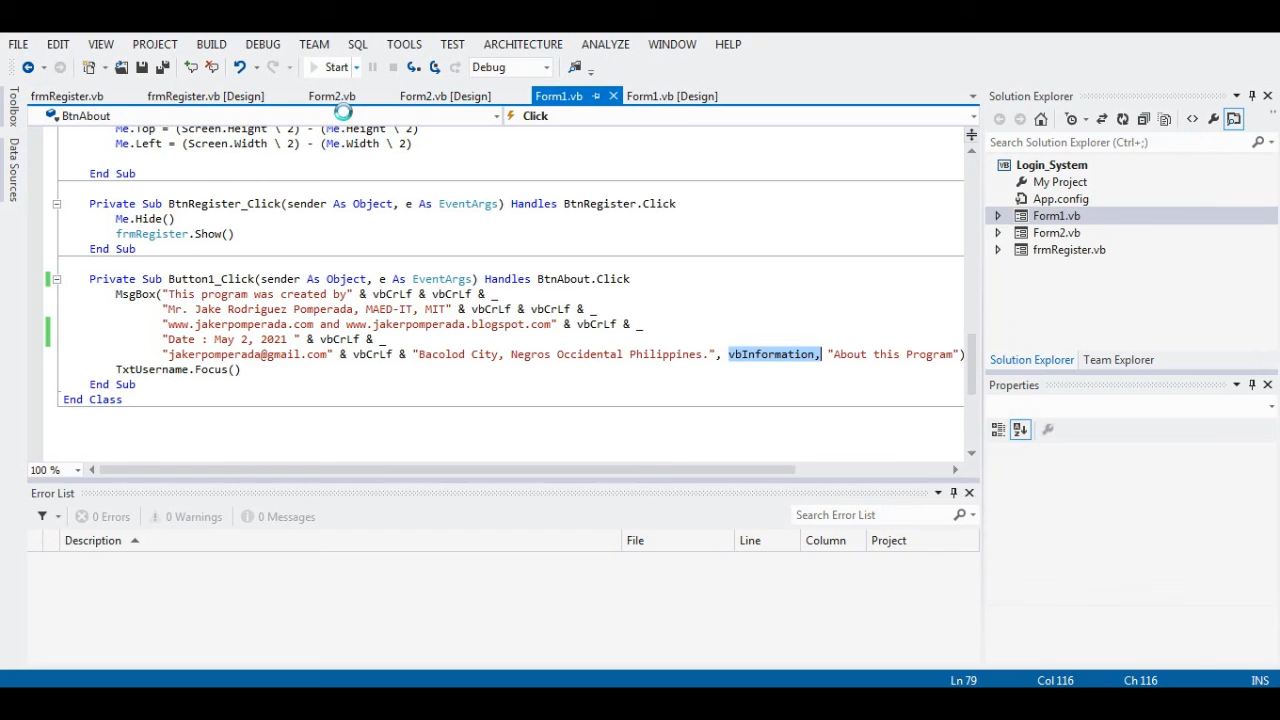 FILE EDIT VIEW PROJECT BUILD DEBUG TEAM SQL TOOLS TEST ARCHITECTURE ANALYZE WINDOW HELP
Start Debug
frmRegister.vb frmRegister.vb [Design] Form2.vb Form2.vb [Design] Form1.vb Form1.vb [Design]
BtnAbout Click
Toolbox
Data Sources
Me.Top = (Screen.Height \ 2) - (Me.Height \ 2)
Me.Left = (Screen.Width \ 2) - (Me.Width \ 2)
End Sub
Private Sub BtnRegister_Click(sender As Object, e As EventArgs) Handles BtnRegister.Click
Me.Hide()
frmRegister.Show()
End Sub
Private Sub Button1_Click(sender As Object, e As EventArgs) Handles BtnAbout.Click
MsgBox("This program was created by" & vbCrLf & vbCrLf & _
"Mr. Jake Rodriguez Pomperada, MAED-IT, MIT" & vbCrLf & vbCrLf & _
"www.jakerpomperada.com and www.jakerpomperada.blogspot.com" & vbCrLf & _
"Date : May 2, 2021 " & vbCrLf & _
"jakerpomperada@gmail.com" & vbCrLf & "Bacolod City, Negros Occidental Philippines.", vbInformation, "About this Program")
TxtUsername.Focus()
End Sub
End Class
100 %
Error List
0 Errors 0 Warnings 0 Messages Search Error List
Description File Line Column Project
Solution Explorer
Search Solution Explorer (Ctrl+;)
Login_System
My Project
App.config
Form1.vb
Form2.vb
frmRegister.vb
Solution Explorer Team Explorer
Properties
Ln 79 Col 116 Ch 116 INS